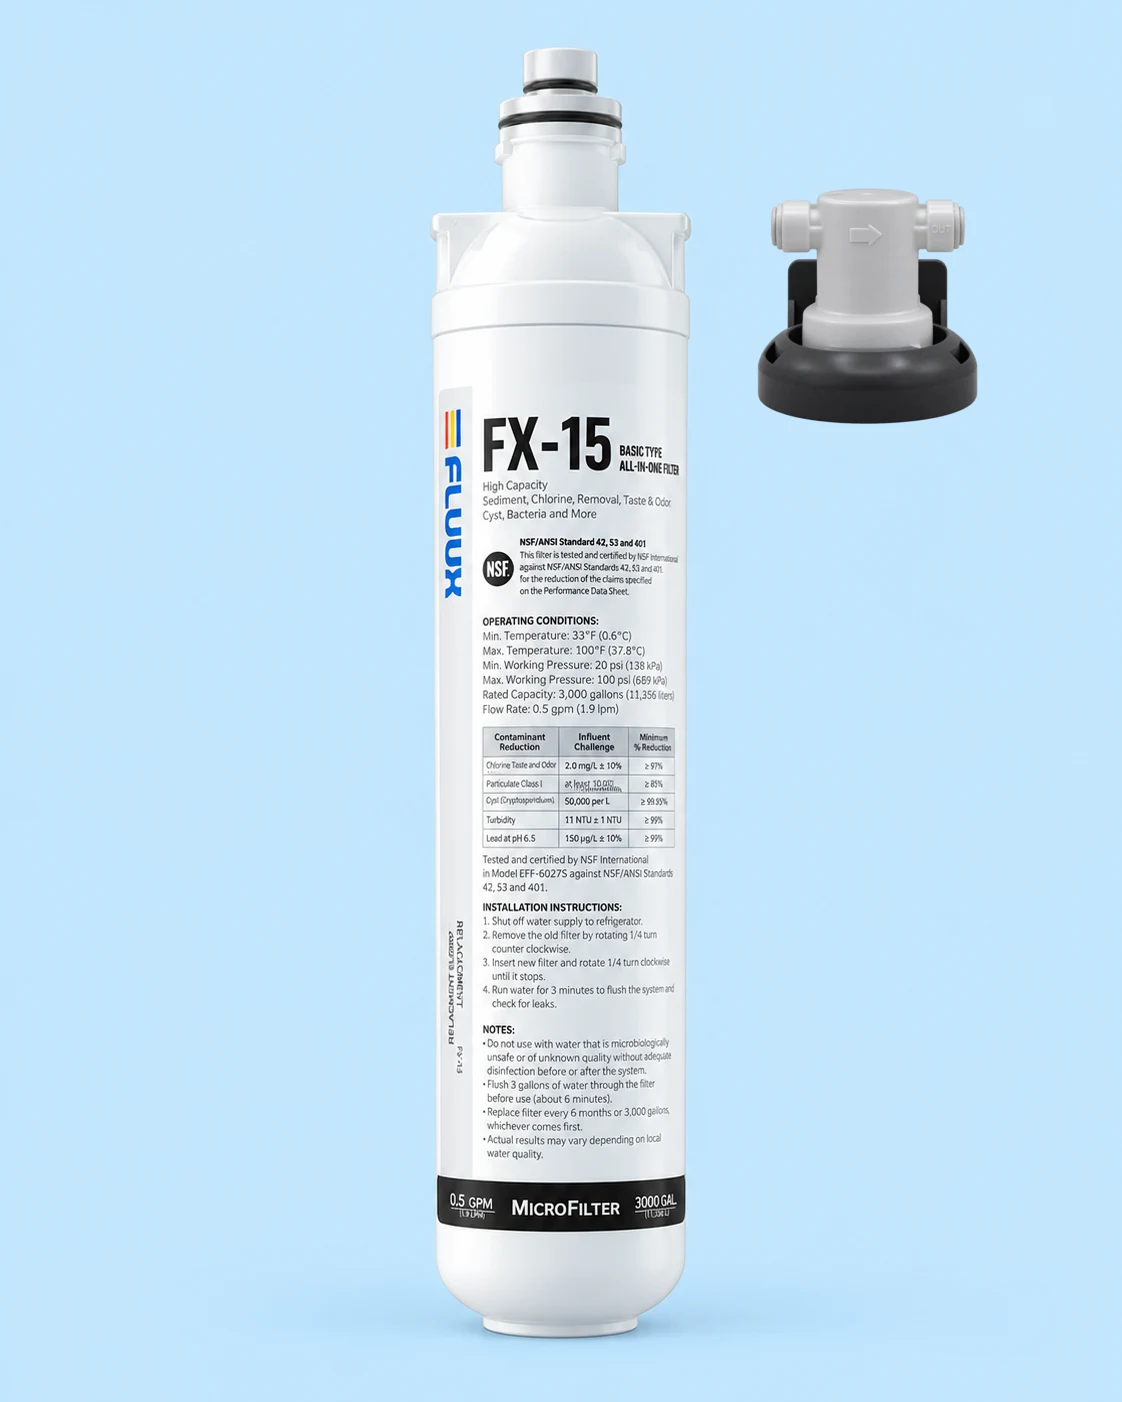 OUT
FLUUX
FX-15
BASIC TYPE
ALL-IN-ONE FILTER
High Capacity
Sediment, Chlorine, Removal, Taste & Odor
Cyst, Bacteria and More
NSF/ANSI Standard 42, 53 and 401
NSF.
This filter is tested and certified by NSF International
against NSF/ANSI Standards 42, 53 and 401
for the reduction of the claims specified
on the Performance Data Sheet.
OPERATING CONDITIONS:
Min. Temperature: 33°F (0.6°C)
Max. Temperature: 100°F (37.8°C)
Min. Working Pressure: 20 psi (138 kPa)
Max. Working Pressure: 100 psi (689 kPa)
Rated Capacity: 3,000 gallons (11,356 liters)
Flow Rate: 0.5 gpm (1.9 lpm)
Contaminant Reduction Influent Challenge Minimum % Reduction
Chlorine Taste and Odor 2.0 mg/L ± 10% ≥ 97%
Particulate Class I at least ≥ 85%
Cyst (Cryptosporidium) 50,000 per L ≥ 99.95%
Turbidity 11 NTU ± 1 NTU ≥ 99%
Lead at pH 6.5 150 µg/L ± 10% ≥ 99%
Tested and certified by NSF International
in Model EFF-6027S against NSF/ANSI Standards
42, 53 and 401.
INSTALLATION INSTRUCTIONS:
1. Shut off water supply to refrigerator.
2. Remove the old filter by rotating 1/4 turn
counter clockwise.
3. Insert new filter and rotate 1/4 turn clockwise
until it stops.
4. Run water for 3 minutes to flush the system and
check for leaks.
NOTES:
• Do not use with water that is microbiologically
unsafe or of unknown quality without adequate
disinfection before or after the system.
• Flush 3 gallons of water through the filter
before use (about 6 minutes).
• Replace filter every 6 months or 3,000 gallons,
whichever comes first.
• Actual results may vary depending on local
water quality.
0.5 GPM
MICROFILTER
3000 GAL